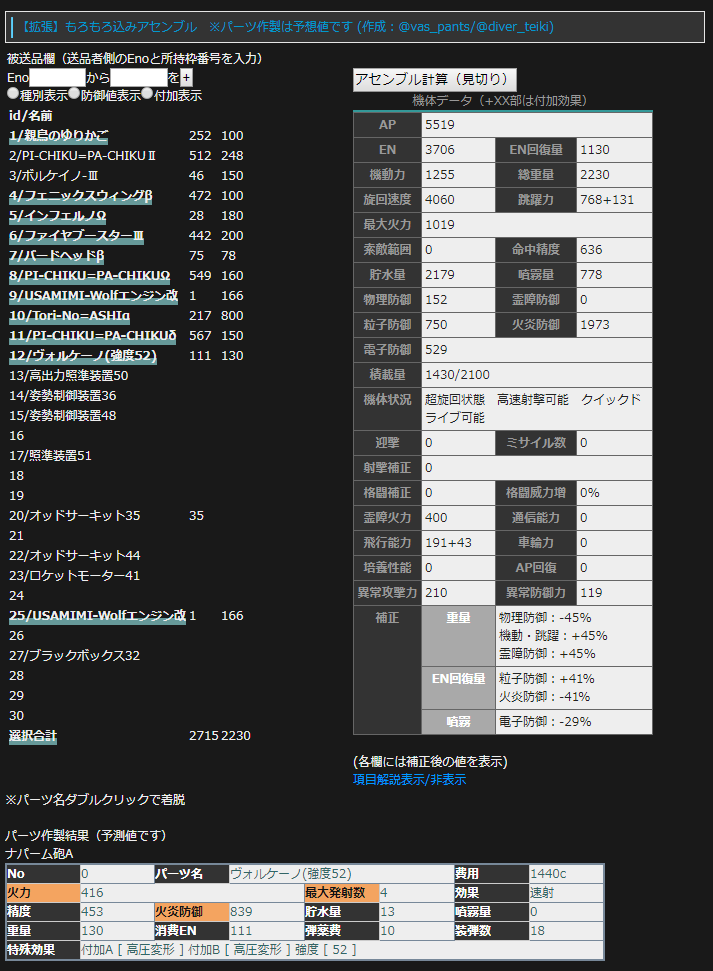 【拡張】もろもろ込みアセンブル　※パーツ作製は予想値です (作成：@vas_pants/@diver_teiki)
被送品欄（送品者側のEnoと所持枠番号を入力）
Eno から を +
種別表示 防御値表示 付加表示
id/名前
1/親鳥のゆりかご 252 100
2/PI-CHIKU=PA-CHIKUⅡ 512 248
3/ボルケイノ-Ⅲ 46 150
4/フェニックスウィングβ 472 100
5/インフェルノΩ 28 180
6/ファイヤブースターⅢ 442 200
7/バードヘッドβ 75 78
8/PI-CHIKU=PA-CHIKUΩ 549 160
9/USAMIMI-Wolfエンジン改 1 166
10/Tori-No=ASHIα 217 800
11/PI-CHIKU=PA-CHIKUδ 567 150
12/ヴォルケーノ(強度52) 111 130
13/高出力照準装置50
14/姿勢制御装置36
15/姿勢制御装置48
16
17/照準装置51
18
19
20/オッドサーキット35 35
21
22/オッドサーキット44
23/ロケットモーター41
24
25/USAMIMI-Wolfエンジン改 1 166
26
27/ブラックボックス32
28
29
30
選択合計 2715 2230
※パーツ名ダブルクリックで着脱
アセンブル計算（見切り）
機体データ（+XX部は付加効果）
AP 5519
EN 3706 EN回復量 1130
機動力 1255 総重量 2230
旋回速度 4060 跳躍力 768+131
最大火力 1019
索敵範囲 0 命中精度 636
貯水量 2179 噴霧量 778
物理防御 152 霊障防御 0
粒子防御 750 火炎防御 1973
電子防御 529
積載量 1430/2100
機体状況 超旋回状態　高速射撃可能　クイックド
ライブ可能
迎撃 0 ミサイル数 0
射撃補正 0
格闘補正 0 格闘威力増 0%
霊障火力 400 通信能力 0
飛行能力 191+43 車輪力 0
培養性能 0 AP回復 0
異常攻撃力 210 異常防御力 119
補正 重量 物理防御：-45%
機動・跳躍：+45%
霊障防御：+45%
EN回復量 粒子防御：+41%
火炎防御：-41%
噴霧 電子防御：-29%
(各欄には補正後の値を表示)
項目解説表示/非表示
パーツ作製結果（予測値です）
ナパーム砲A
No 0 パーツ名 ヴォルケーノ(強度52) 費用 1440c
火力 416 最大発射数 4 効果 速射
精度 453 火炎防御 839 貯水量 13 噴霧量 0
重量 130 消費EN 111 弾薬費 10 装弾数 18
特殊効果 付加A [ 高圧変形 ] 付加B [ 高圧変形 ] 強度 [ 52 ]